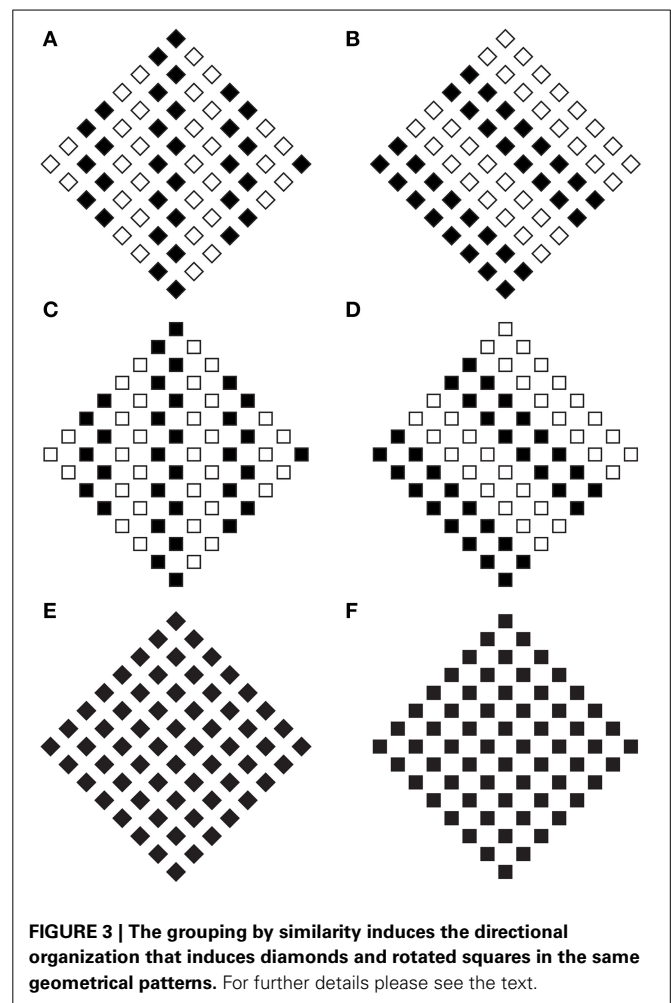 A
B
C
D
E
F
FIGURE 3 | The grouping by similarity induces the directional
organization that induces diamonds and rotated squares in the same
geometrical patterns. For further details please see the text.